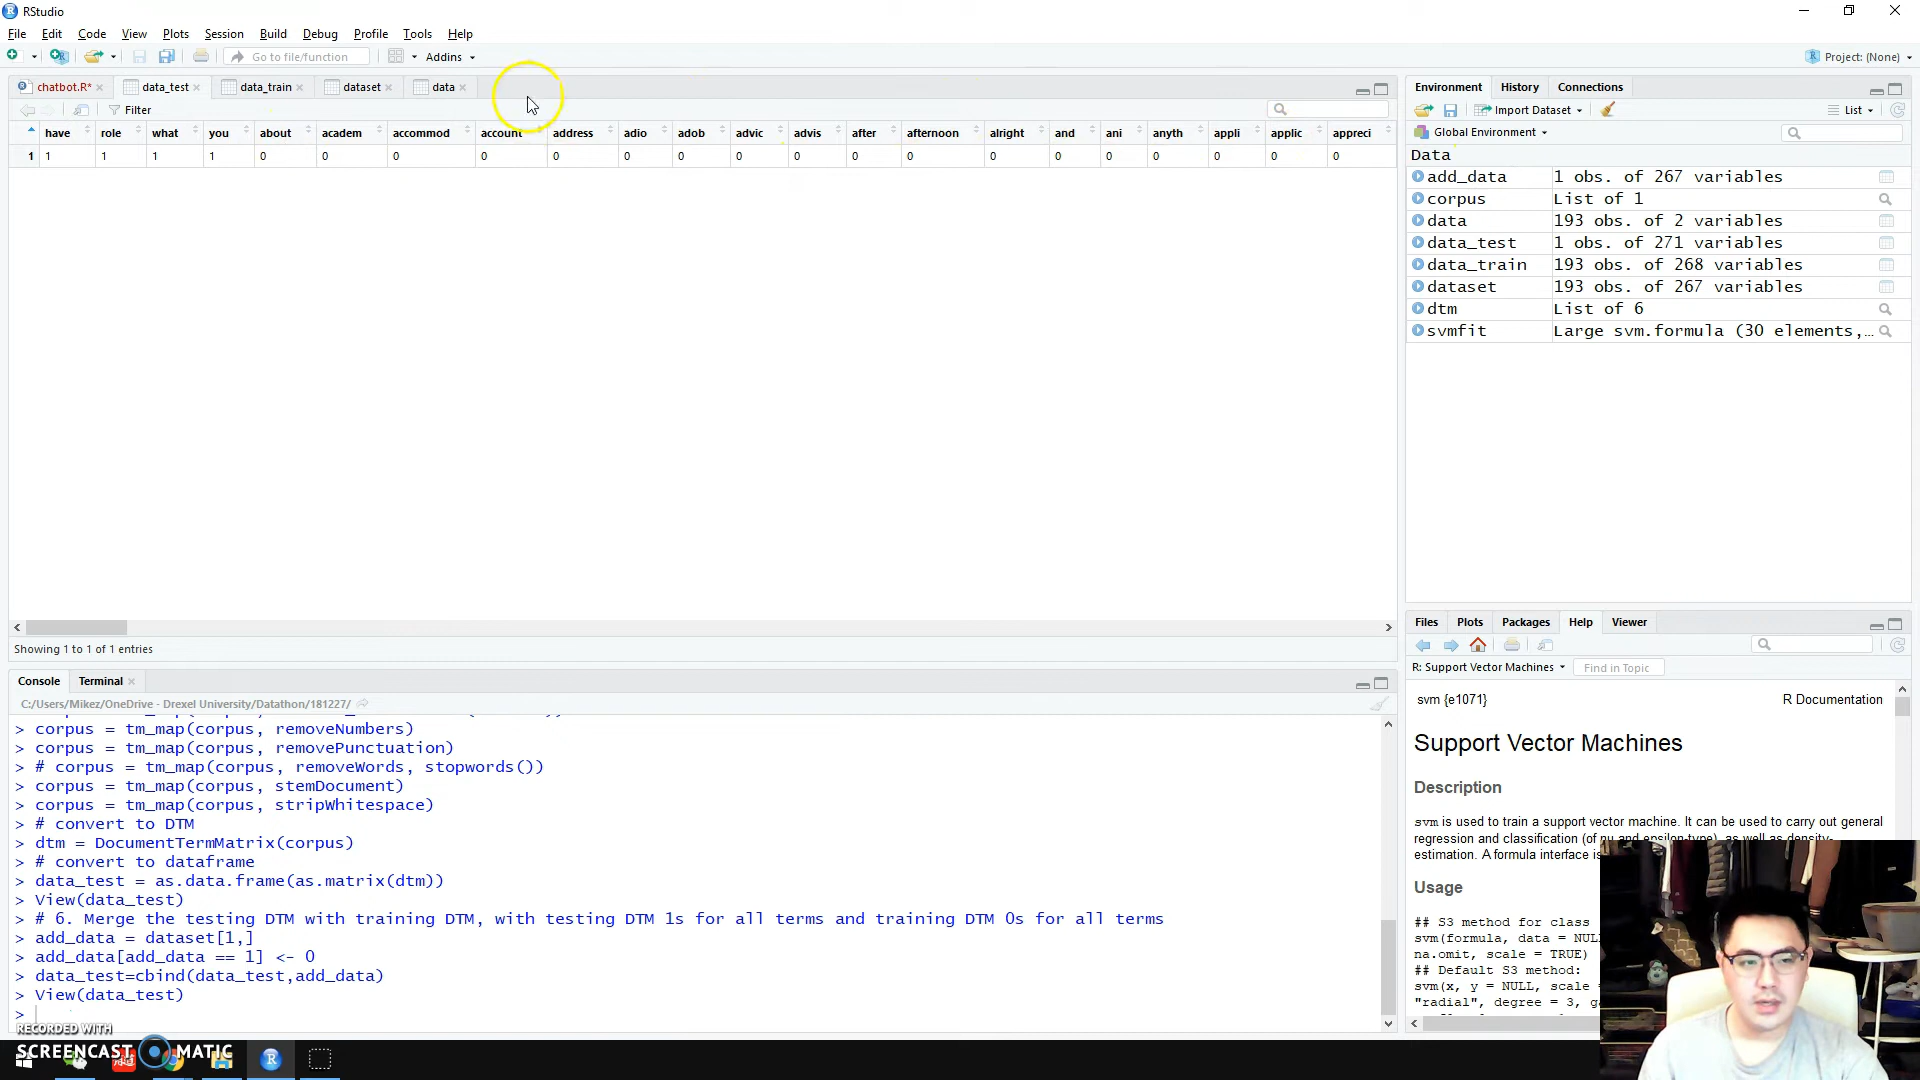 RStudio
File Edit Code View Plots Session Build Debug Profile Tools Help
Go to file/function Addins Project: (None)
chatbot.R* data_test data_train dataset data
Filter
have role what you about academ accommod account address adio adob advic advis after afternoon alright and ani anyth appli applic appreci
1 1 1 1 1 0 0 0 0 0 0 0 0 0 0 0 0 0 0 0 0 0 0
Showing 1 to 1 of 1 entries
Environment History Connections
Import Dataset List
Global Environment
Data
add_data 1 obs. of 267 variables
corpus List of 1
data 193 obs. of 2 variables
data_test 1 obs. of 271 variables
data_train 193 obs. of 268 variables
dataset 193 obs. of 267 variables
dtm List of 6
svmfit Large svm.formula (30 elements,…
Console Terminal
C:/Users/Mikez/OneDrive - Drexel University/Datathon/181227/
> corpus = tm_map(corpus, removeNumbers)
> corpus = tm_map(corpus, removePunctuation)
> # corpus = tm_map(corpus, removeWords, stopwords())
> corpus = tm_map(corpus, stemDocument)
> corpus = tm_map(corpus, stripWhitespace)
> # convert to DTM
> dtm = DocumentTermMatrix(corpus)
> # convert to dataframe
> data_test = as.data.frame(as.matrix(dtm))
> View(data_test)
> # 6. Merge the testing DTM with training DTM, with testing DTM 1s for all terms and training DTM 0s for all terms
> add_data = dataset[1,]
> add_data[add_data == 1] <- 0
> data_test=cbind(data_test,add_data)
> View(data_test)
>
Files Plots Packages Help Viewer
R: Support Vector Machines Find in Topic
svm {e1071} R Documentation
Support Vector Machines
Description
svm is used to train a support vector machine. It can be used to carry out general
regression and classification (of nu and epsilon-type), as well as density-
estimation. A formula interface is
Usage
## S3 method for class
svm(formula, data = NUL
na.omit, scale = TRUE)
## Default S3 method:
svm(x, y = NULL, scale =
"radial", degree = 3, g
RECORDED WITH
SCREENCAST MATIC